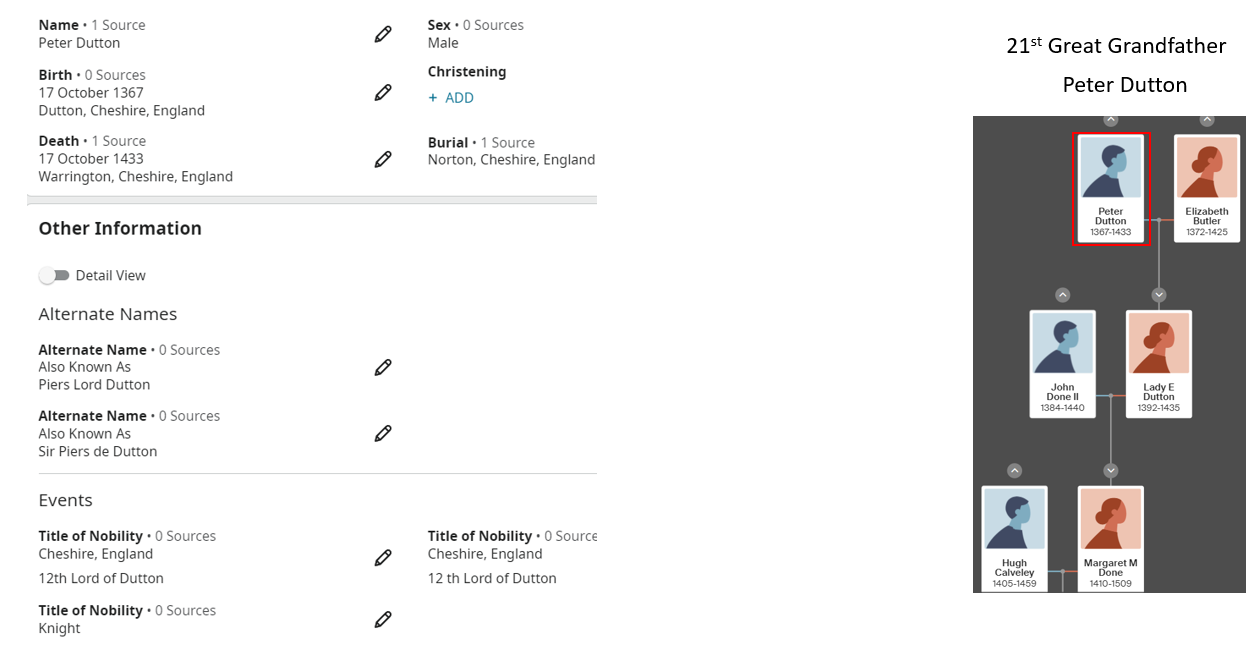 Name • 1 Source
Peter Dutton
Sex • 0 Sources
Male
Birth • 0 Sources
17 October 1367
Dutton, Cheshire, England
Christening
+ ADD
Death • 1 Source
17 October 1433
Warrington, Cheshire, England
Burial • 1 Source
Norton, Cheshire, England
Other Information
Detail View
Alternate Names
Alternate Name • 0 Sources
Also Known As
Piers Lord Dutton
Alternate Name • 0 Sources
Also Known As
Sir Piers de Dutton
Events
Title of Nobility • 0 Sources
Cheshire, England
12th Lord of Dutton
Title of Nobility • 0 Source
Cheshire, England
12 th Lord of Dutton
Title of Nobility • 0 Sources
Knight
21st Great Grandfather
Peter Dutton
Peter
Dutton
1367-1433
Elizabeth
Butler
1372-1425
John
Done II
1384-1440
Lady E
Dutton
1392-1435
Hugh
Calveley
1405-1459
Margaret M
Done
1410-1509